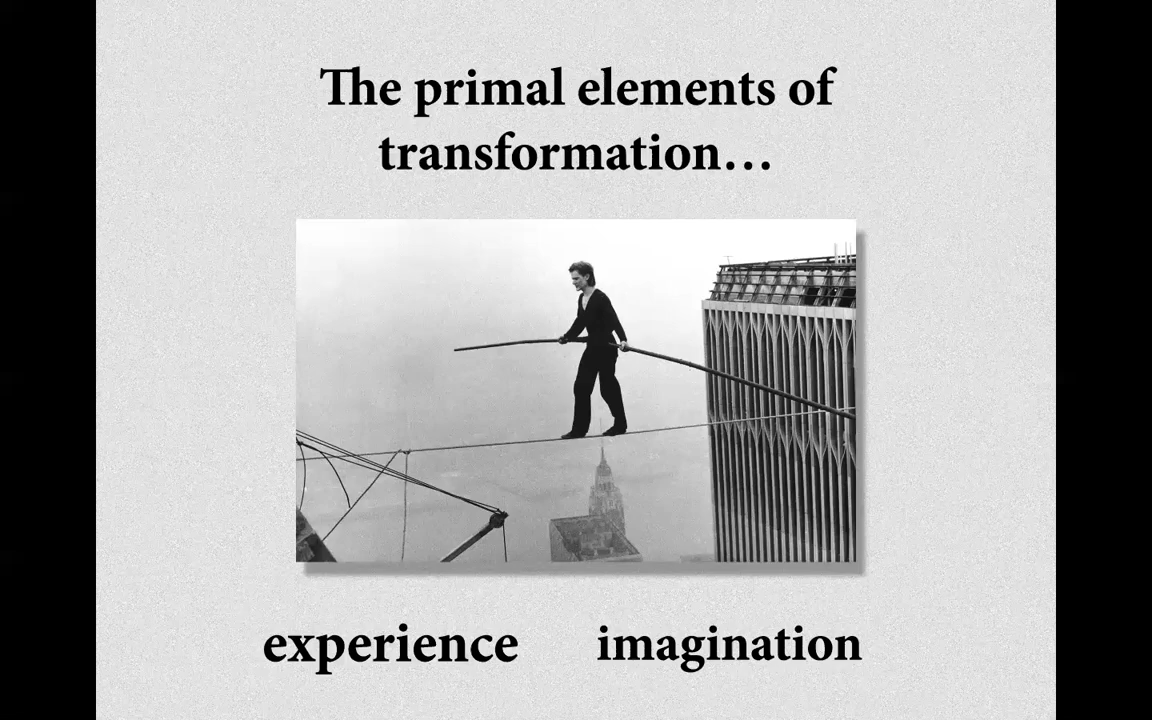 The primal elements of
transformation…
experience imagination